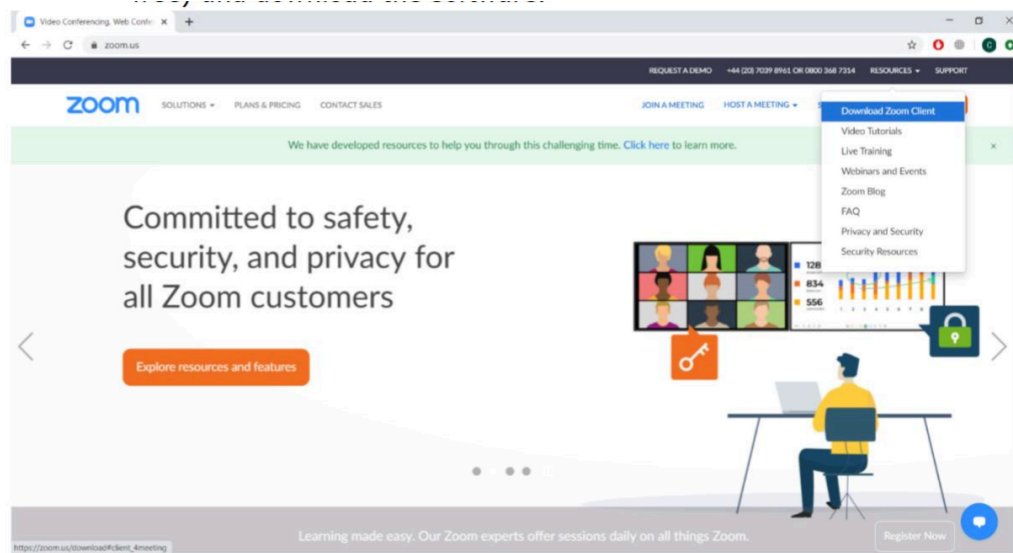 free) and download the software.
Video Conferencing, Web Confe
zoom.us
REQUEST A DEMO +44 (20) 7039 8961 OR 0800 368 7314 RESOURCES SUPPORT
zoom SOLUTIONS PLANS & PRICING CONTACT SALES JOIN A MEETING HOST A MEETING
Download Zoom Client
We have developed resources to help you through this challenging time. Click here to learn more.
Video Tutorials
Live Training
Webinars and Events
Zoom Blog
FAQ
Privacy and Security
Security Resources
Committed to safety,
security, and privacy for
all Zoom customers
128
834
556
Explore resources and features
Learning made easy. Our Zoom experts offer sessions daily on all things Zoom. Register Now
https://zoom.us/download#client_4meeting